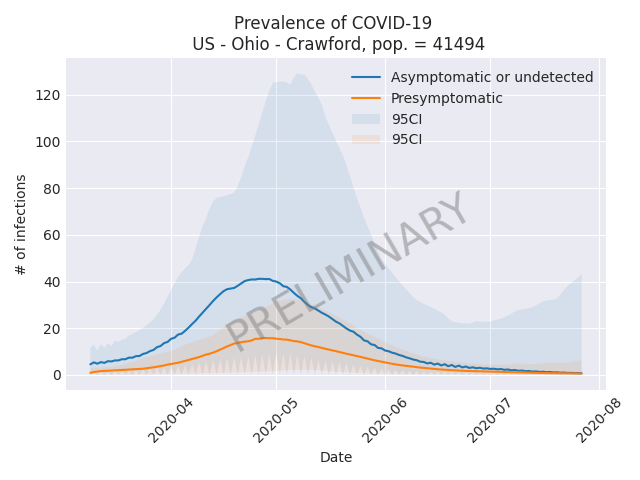 Prevalence of COVID-19
US - Ohio - Crawford, pop. = 41494
Asymptomatic or undetected
Presymptomatic
95CI
95CI
# of infections
120
100
80
60
40
20
0
PRELIMINARY
2020-04
2020-05
2020-06
2020-07
2020-08
Date